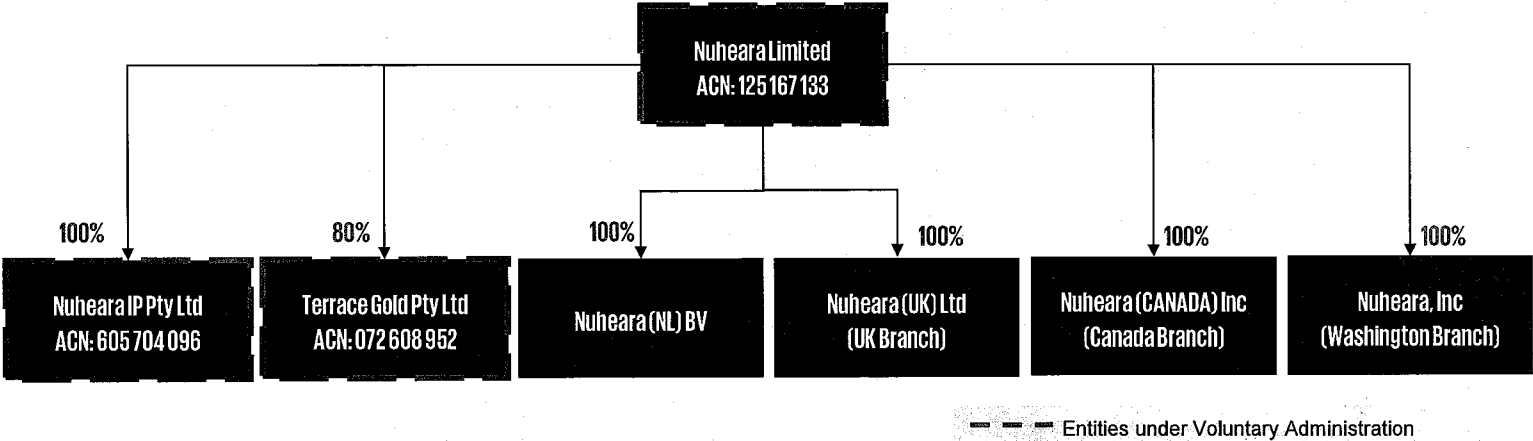 Nuheara Limited
ACN: 125 167 133
100%
80%
100%
100%
100%
100%
Nuheara IP Pty Ltd
ACN: 605 704 096
Terrace Gold Pty Ltd
ACN: 072 608 952
Nuheara (NL) BV
Nuheara (UK) Ltd
(UK Branch)
Nuheara (CANADA) Inc
(Canada Branch)
Nuheara, Inc
(Washington Branch)
Entities under Voluntary Administration